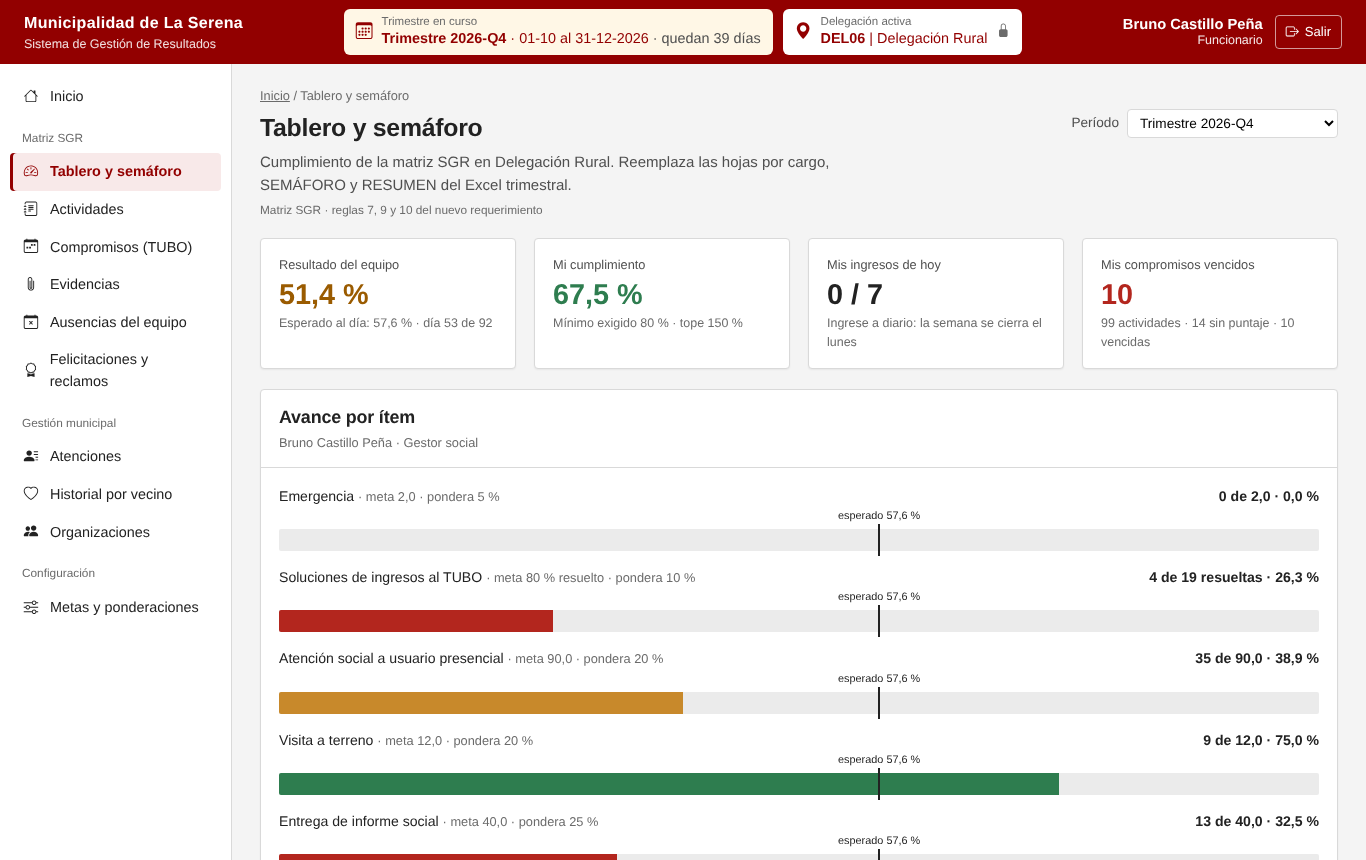 Municipalidad de La Serena
Sistema de Gestión de Resultados
Trimestre en curso
Trimestre 2026-Q4 · 01-10 al 31-12-2026 · quedan 39 días
Delegación activa
DEL06 | Delegación Rural
Bruno Castillo Peña
Funcionario
Salir
Inicio
Matriz SGR
Tablero y semáforo
Actividades
Compromisos (TUBO)
Evidencias
Ausencias del equipo
Felicitaciones y
reclamos
Gestión municipal
Atenciones
Historial por vecino
Organizaciones
Configuración
Metas y ponderaciones
Inicio / Tablero y semáforo
Tablero y semáforo
Período
Trimestre 2026-Q4
Cumplimiento de la matriz SGR en Delegación Rural. Reemplaza las hojas por cargo,
SEMÁFORO y RESUMEN del Excel trimestral.
Matriz SGR · reglas 7, 9 y 10 del nuevo requerimiento
Resultado del equipo
51,4 %
Esperado al día: 57,6 % · día 53 de 92
Mi cumplimiento
67,5 %
Mínimo exigido 80 % · tope 150 %
Mis ingresos de hoy
0 / 7
Ingrese a diario: la semana se cierra el
lunes
Mis compromisos vencidos
10
99 actividades · 14 sin puntaje · 10
vencidas
Avance por ítem
Bruno Castillo Peña · Gestor social
Emergencia · meta 2,0 · pondera 5 %
0 de 2,0 · 0,0 %
esperado 57,6 %
Soluciones de ingresos al TUBO · meta 80 % resuelto · pondera 10 %
4 de 19 resueltas · 26,3 %
esperado 57,6 %
Atención social a usuario presencial · meta 90,0 · pondera 20 %
35 de 90,0 · 38,9 %
esperado 57,6 %
Visita a terreno · meta 12,0 · pondera 20 %
9 de 12,0 · 75,0 %
esperado 57,6 %
Entrega de informe social · meta 40,0 · pondera 25 %
13 de 40,0 · 32,5 %
esperado 57,6 %